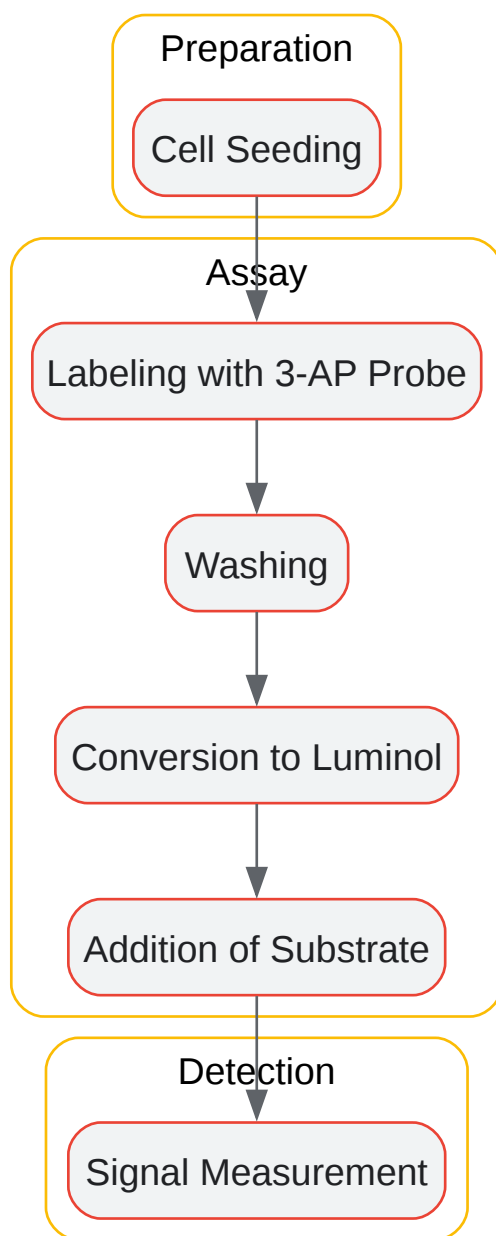 Preparation
Cell Seeding
Assay
Labeling with 3-AP Probe
Washing
Conversion to Luminol
Addition of Substrate
Detection
Signal Measurement